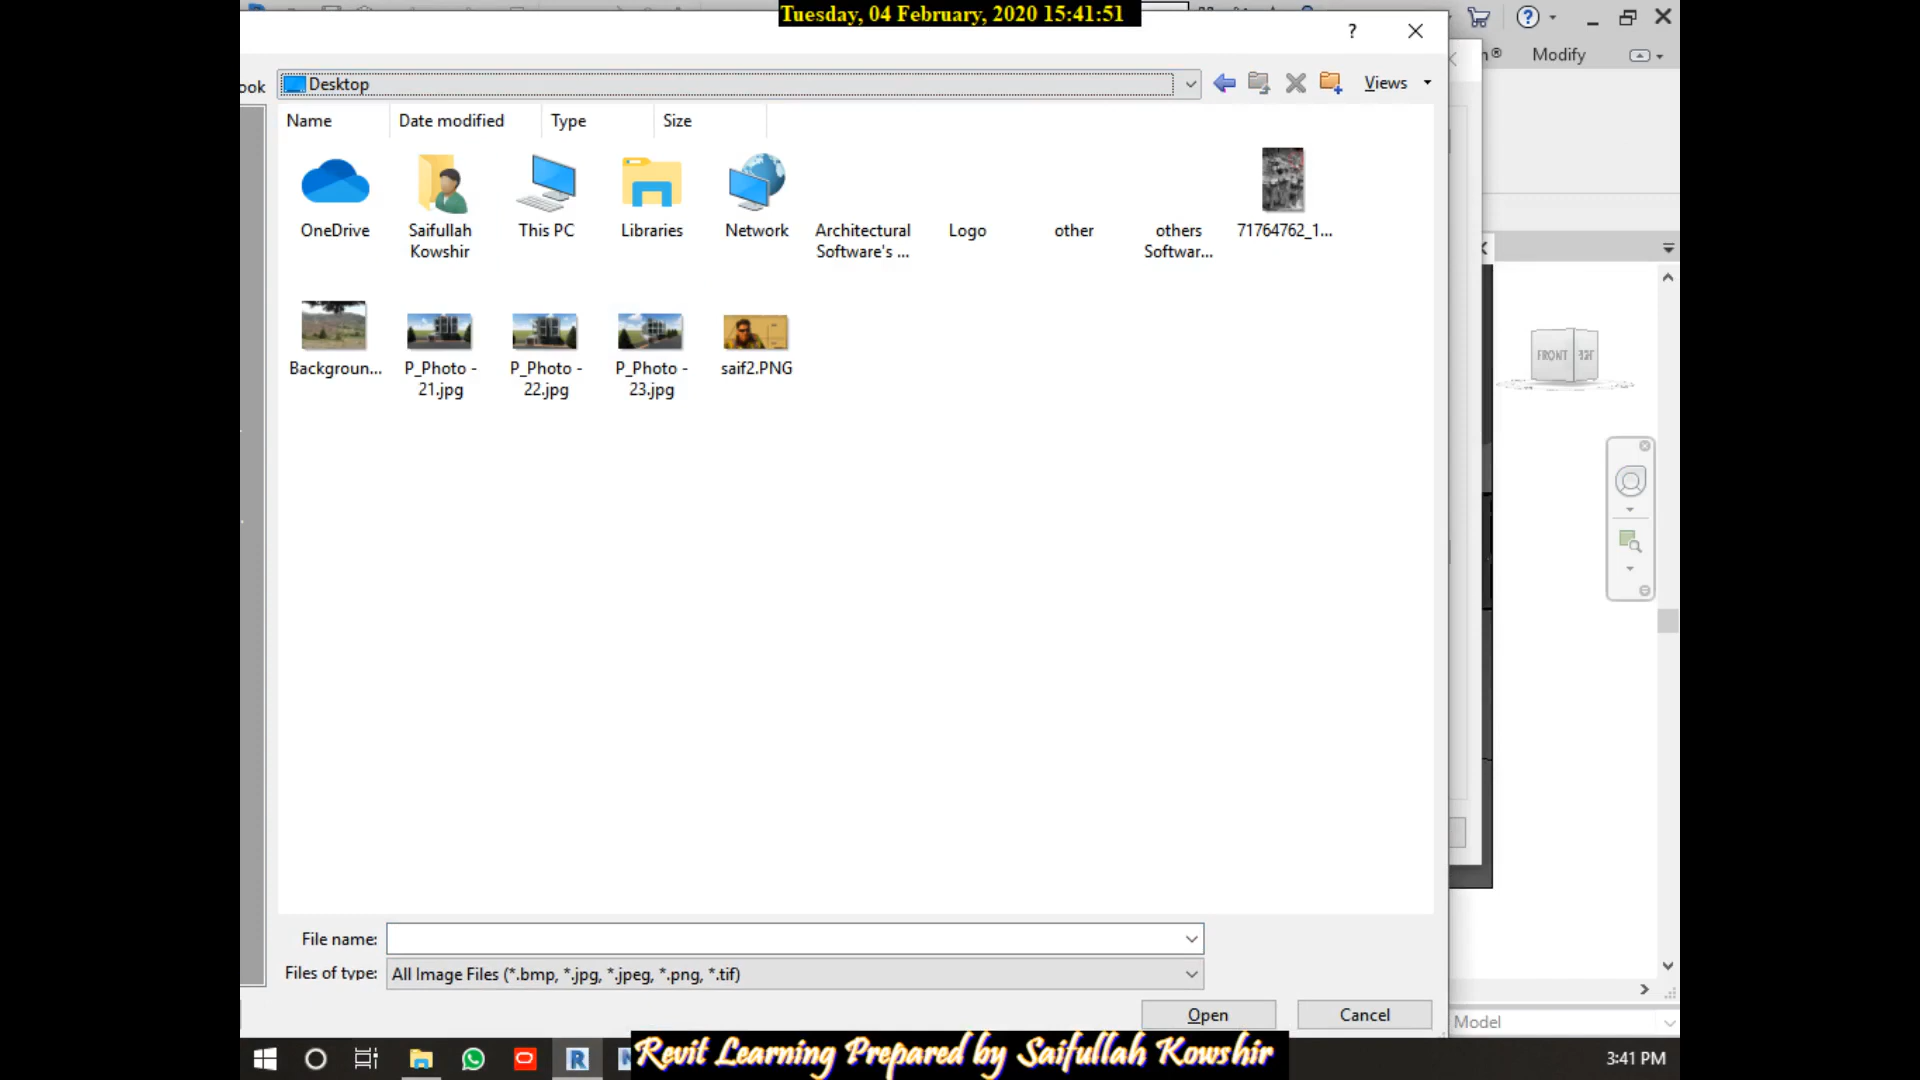 Tuesday, 04 February, 2020 15:41:51
Modify
ook
Desktop
Views
Name Date modified Type Size
OneDrive
Saifullah
Kowshir
This PC
Libraries
Network
Architectural
Software's ...
Logo
other
others
Softwar...
71764762_1...
Backgroun...
P_Photo -
21.jpg
P_Photo -
22.jpg
P_Photo -
23.jpg
saif2.PNG
FRONT
File name:
Files of type: All Image Files (*.bmp, *.jpg, *.jpeg, *.png, *.tif)
Open Cancel
Model
Revit Learning Prepared by Saifullah Kowshir
3:41 PM